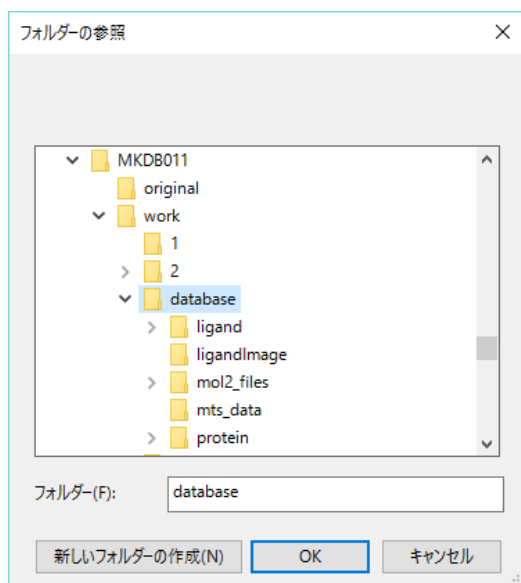 フォルダーの参照
MKDB011
original
work
1
2
database
ligand
ligandImage
mol2_files
mts_data
protein
フォルダー(F):
database
新しいフォルダーの作成(N)
OK
キャンセル